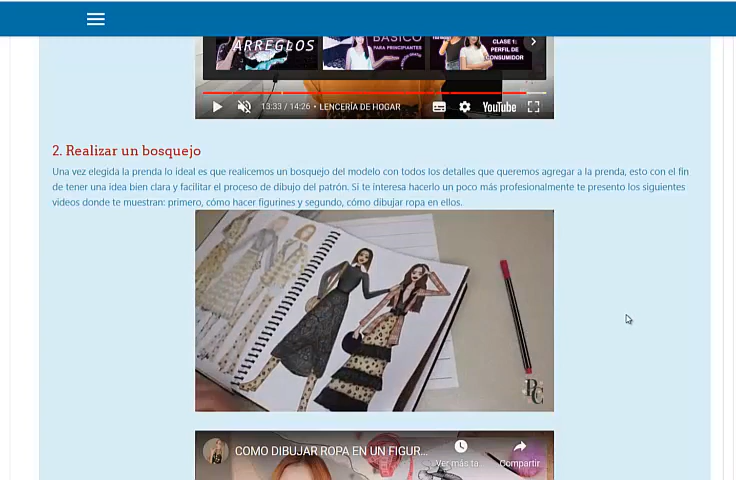 ARREGLOS
BÁSICO
PARA PRINCIPIANTES
CLASE 1:
PERFIL DE
CONSUMIDOR
13:33 / 14:26 • LENCERÍA DE HOGAR
YouTube
2. Realizar un bosquejo
Una vez elegida la prenda lo ideal es que realicemos un bosquejo del modelo con todos los detalles que queremos agregar a la prenda, esto con el fin
de tener una idea bien clara y facilitar el proceso de dibujo del patrón. Si te interesa hacerlo un poco más profesionalmente te presento los siguientes
videos donde te muestran: primero, cómo hacer figurines y segundo, cómo dibujar ropa en ellos.
COMO DIBUJAR ROPA EN UN FIGUR...
Ver más ta...
Compartir